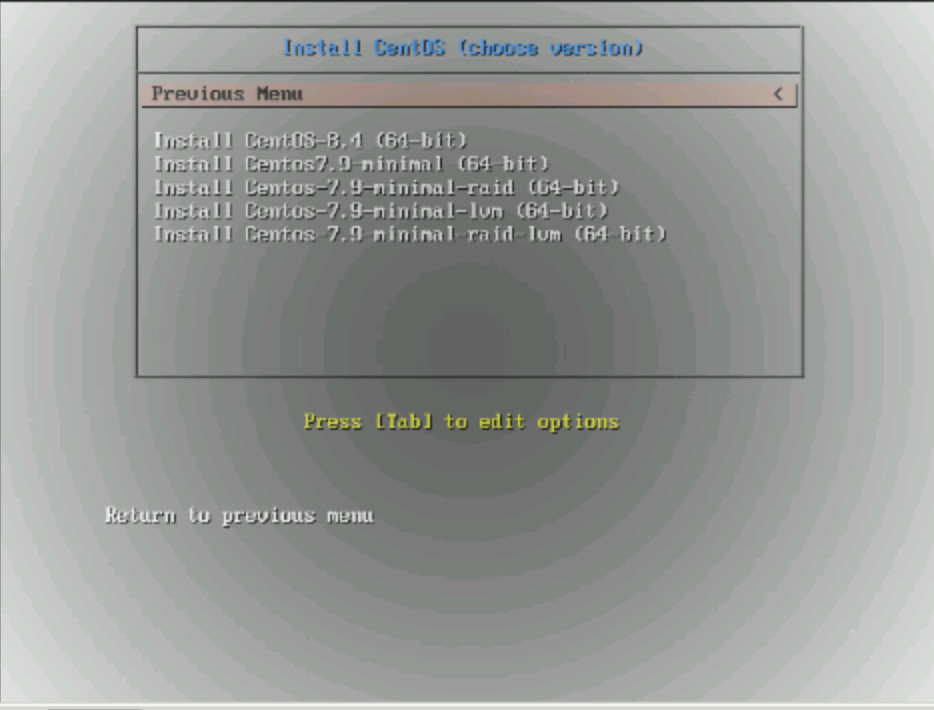 Install CentOS (choose version)
Previous Menu <
Install CentOS-8.4 (64-bit)
Install Centos7.9-minimal (64-bit)
Install Centos-7.9-minimal-raid (64-bit)
Install Centos-7.9-minimal-lvm (64-bit)
Install Centos-7.9-minimal-raid-lvm (64-bit)
Press [Tab] to edit options
Return to previous menu